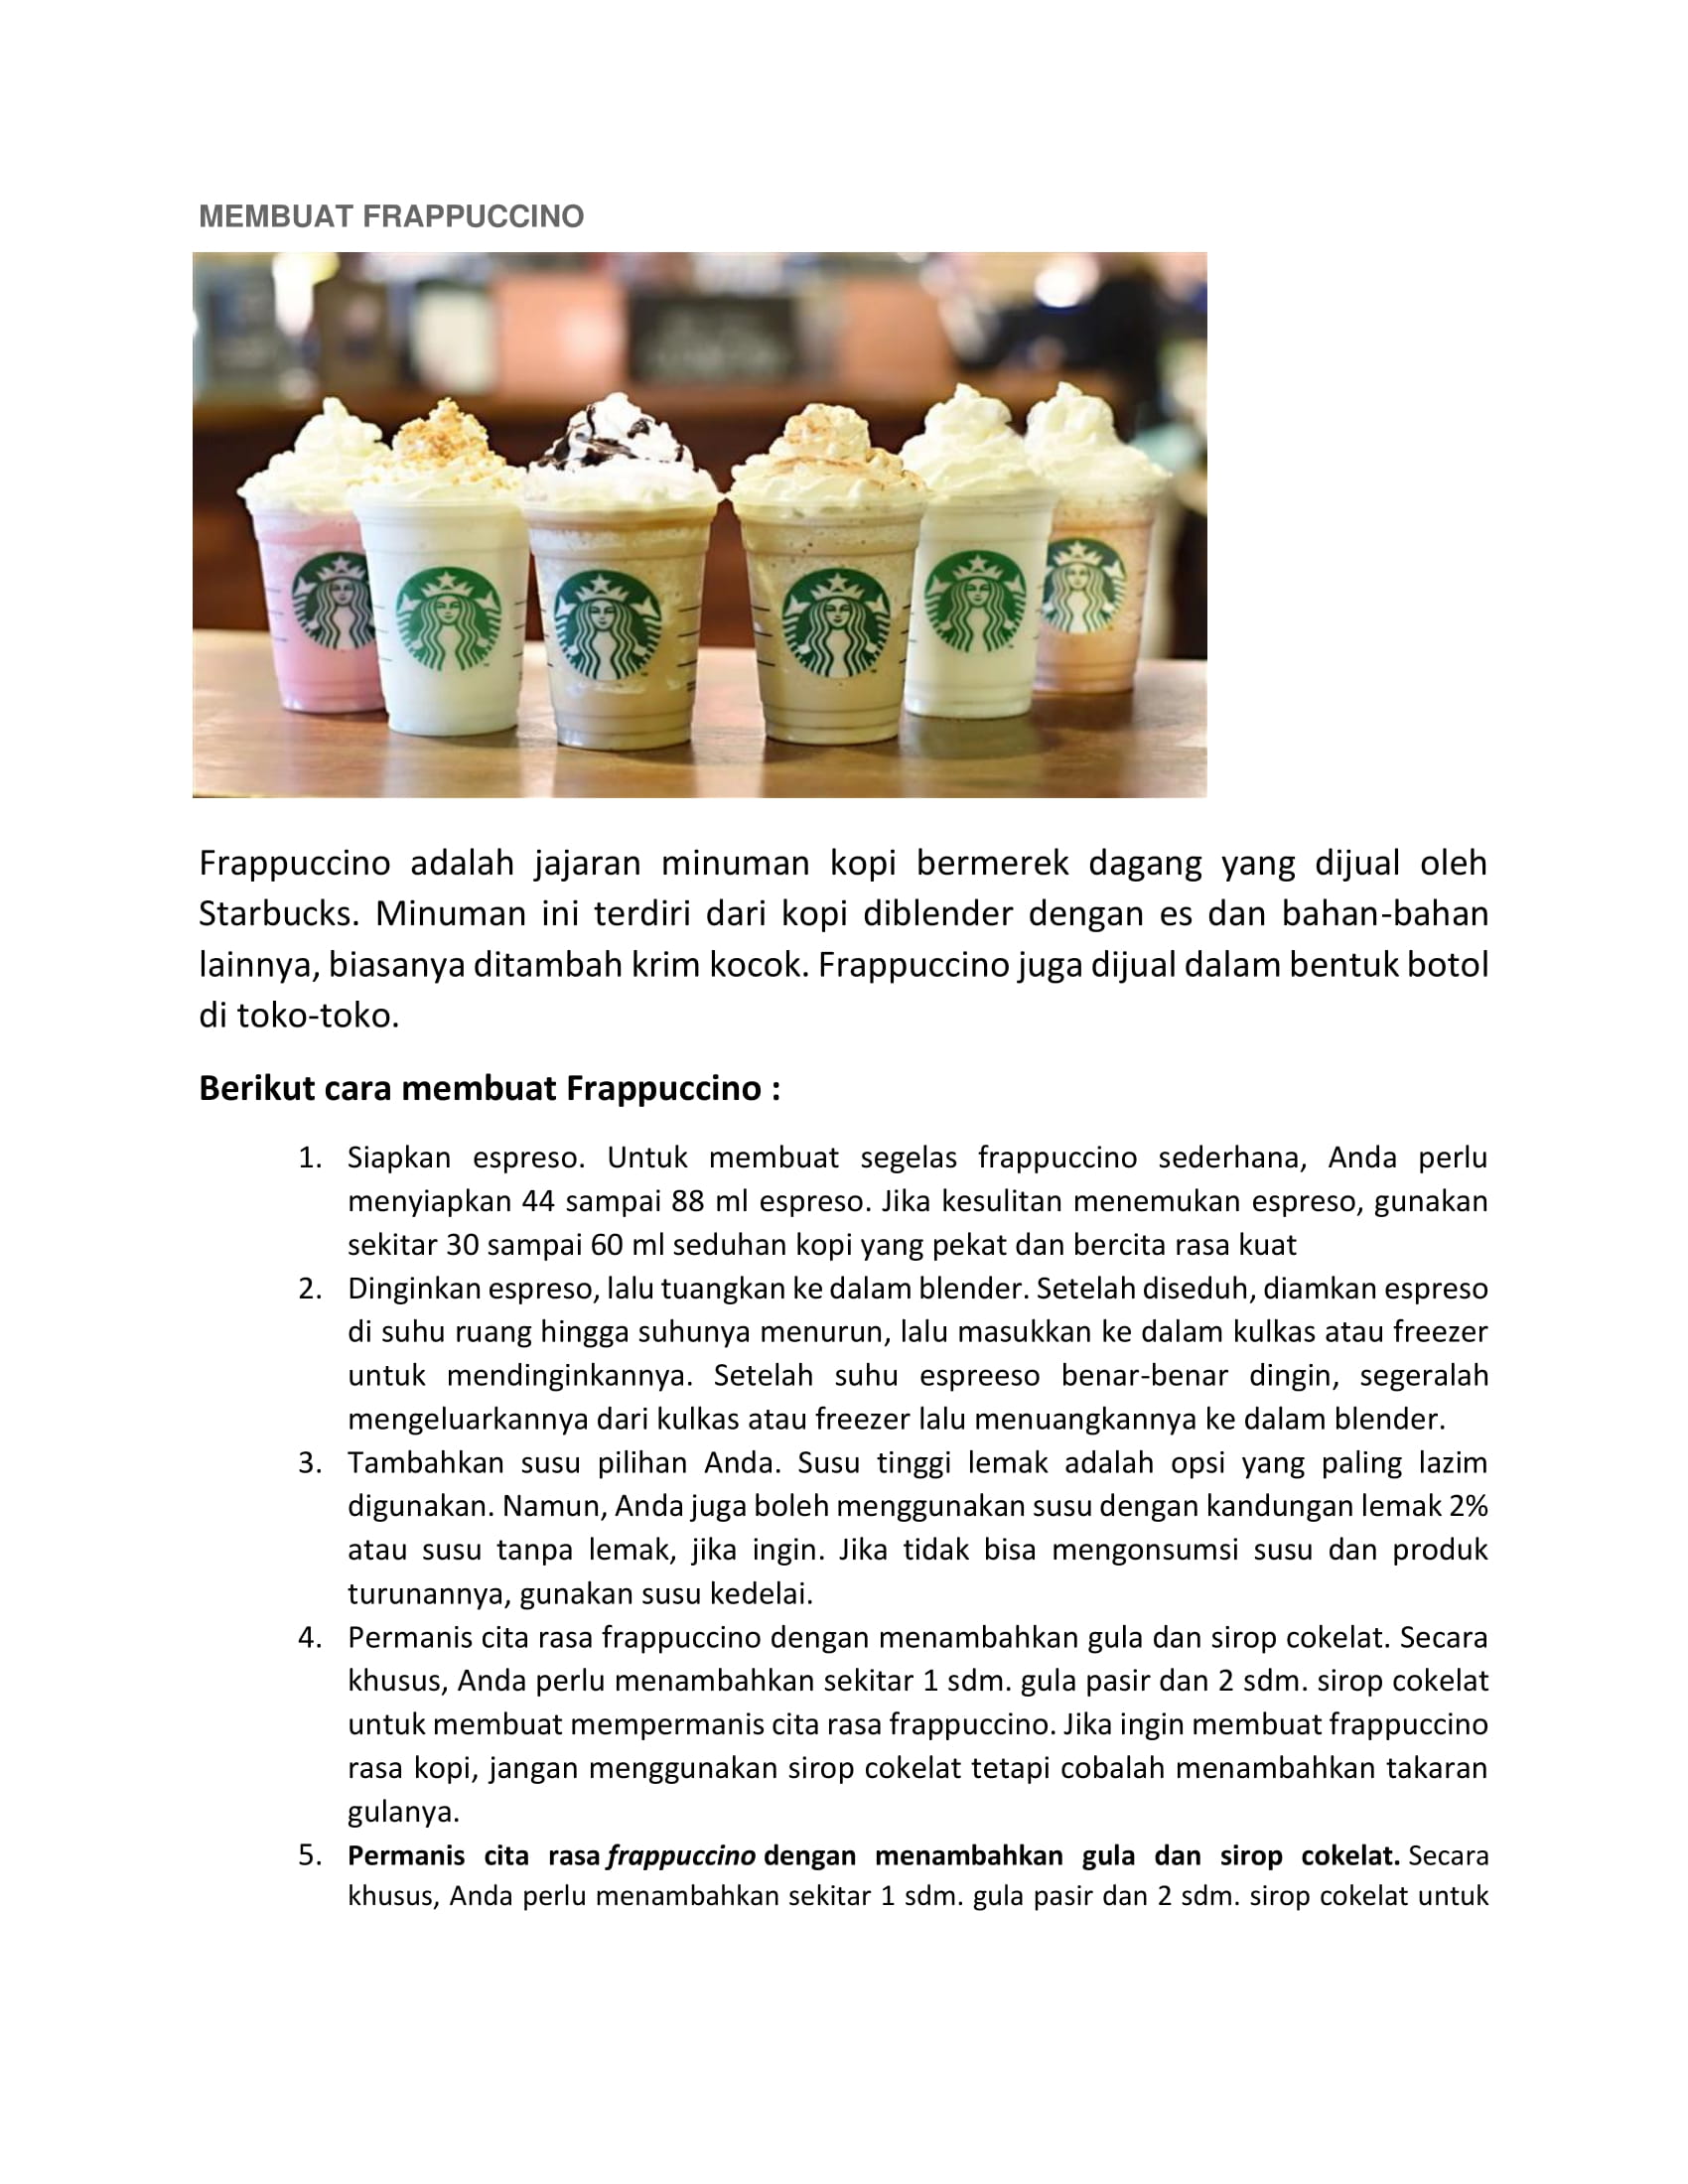 MEMBUAT FRAPPUCCINO
Frappuccino adalah jajaran minuman kopi bermerek dagang yang dijual oleh
Starbucks. Minuman ini terdiri dari kopi diblender dengan es dan bahan-bahan
lainnya, biasanya ditambah krim kocok. Frappuccino juga dijual dalam bentuk botol
di toko-toko.
Berikut cara membuat Frappuccino :
1. Siapkan espreso. Untuk membuat segelas frappuccino sederhana, Anda perlu
menyiapkan 44 sampai 88 ml espreso. Jika kesulitan menemukan espreso, gunakan
sekitar 30 sampai 60 ml seduhan kopi yang pekat dan bercita rasa kuat
2. Dinginkan espreso, lalu tuangkan ke dalam blender. Setelah diseduh, diamkan espreso
di suhu ruang hingga suhunya menurun, lalu masukkan ke dalam kulkas atau freezer
untuk mendinginkannya. Setelah suhu espreeso benar-benar dingin, segeralah
mengeluarkannya dari kulkas atau freezer lalu menuangkannya ke dalam blender.
3. Tambahkan susu pilihan Anda. Susu tinggi lemak adalah opsi yang paling lazim
digunakan. Namun, Anda juga boleh menggunakan susu dengan kandungan lemak 2%
atau susu tanpa lemak, jika ingin. Jika tidak bisa mengonsumsi susu dan produk
turunannya, gunakan susu kedelai.
4. Permanis cita rasa frappuccino dengan menambahkan gula dan sirop cokelat. Secara
khusus, Anda perlu menambahkan sekitar 1 sdm. gula pasir dan 2 sdm. sirop cokelat
untuk membuat mempermanis cita rasa frappuccino. Jika ingin membuat frappuccino
rasa kopi, jangan menggunakan sirop cokelat tetapi cobalah menambahkan takaran
gulanya.
5. Permanis cita rasa frappuccino dengan menambahkan gula dan sirop cokelat. Secara
khusus, Anda perlu menambahkan sekitar 1 sdm. gula pasir dan 2 sdm. sirop cokelat untuk